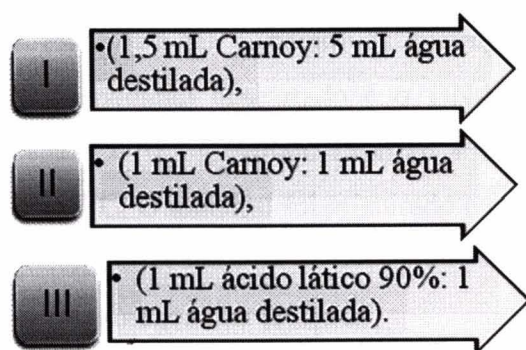 I
•(1,5 mL Carnoy: 5 mL água
destilada),
II
• (1 mL Carnoy: 1 mL água
destilada),
III
• (1 mL ácido lático 90%: 1
mL água destilada).